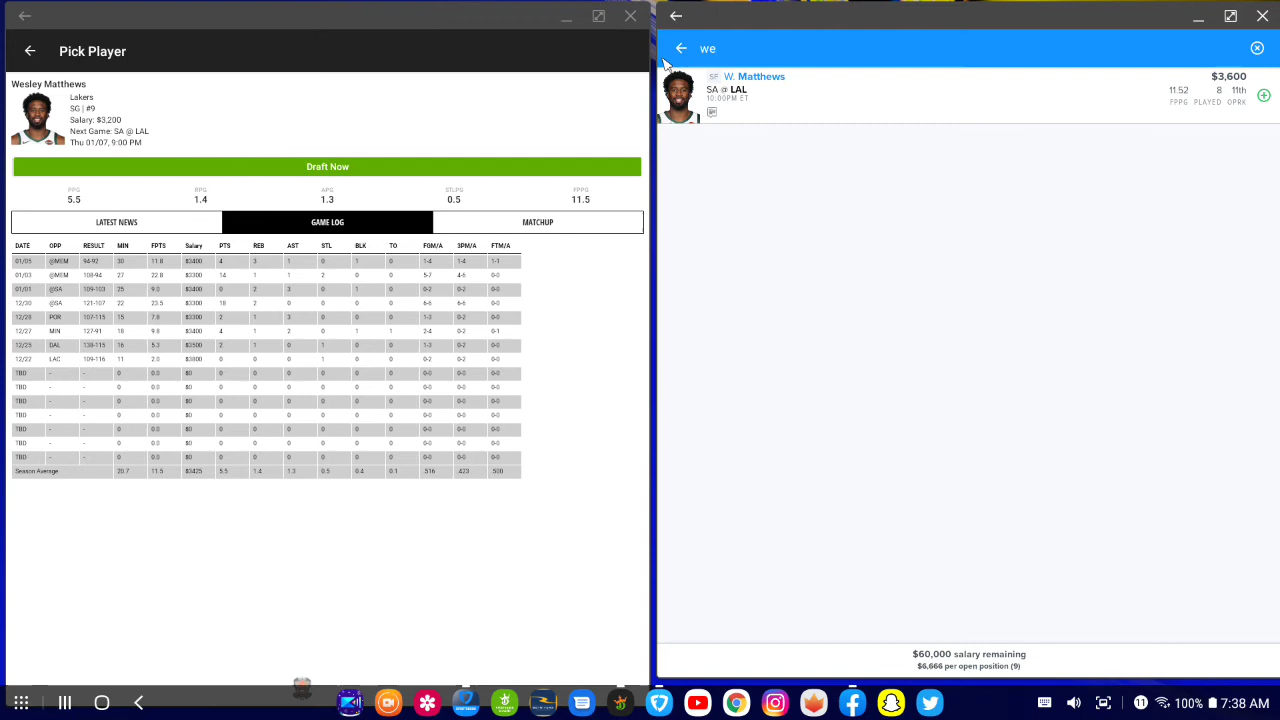 Pick Player
Wesley Matthews
Lakers
SG | #9
Salary: $3,200
Next Game: SA @ LAL
Thu 01/07, 9:00 PM
Draft Now
PPG RPG APG STLPG FPPG
5.5 1.4 1.3 0.5 11.5
LATEST NEWS GAME LOG MATCHUP
DATE OPP RESULT MIN FPTS Salary PTS REB AST STL BLK TO FGM/A 3PM/A FTM/A
01/05 @MEM 94-92 30 11.8 $3400 4 3 1 0 1 0 1-4 1-4 1-1
01/03 @MEM 108-94 27 22.8 $3300 14 1 1 2 0 0 5-7 4-6 0-0
01/01 @SA 109-103 25 9.0 $3400 0 2 3 0 1 0 0-2 0-2 0-0
12/30 @SA 121-107 22 23.5 $3300 18 2 0 0 0 0 6-6 6-6 0-0
12/28 POR 107-115 15 7.8 $3300 2 1 3 0 0 0 1-3 0-2 0-0
12/27 MIN 127-91 18 9.8 $3400 4 1 2 0 1 1 2-4 0-2 0-1
12/25 DAL 138-115 16 5.3 $3500 2 1 0 1 0 0 1-3 0-2 0-0
12/22 LAC 109-116 11 2.0 $3800 0 0 0 1 0 0 0-2 0-2 0-0
TBD - - 0 0.0 $0 0 0 0 0 0 0 0-0 0-0 0-0
TBD - - 0 0.0 $0 0 0 0 0 0 0 0-0 0-0 0-0
TBD - - 0 0.0 $0 0 0 0 0 0 0 0-0 0-0 0-0
TBD - - 0 0.0 $0 0 0 0 0 0 0 0-0 0-0 0-0
TBD - - 0 0.0 $0 0 0 0 0 0 0 0-0 0-0 0-0
TBD - - 0 0.0 $0 0 0 0 0 0 0 0-0 0-0 0-0
TBD - - 0 0.0 $0 0 0 0 0 0 0 0-0 0-0 0-0
Season Average 20.7 11.5 $3425 5.5 1.4 1.3 0.5 0.4 0.1 .516 .423 .500
we
SF W. Matthews $3,600
SA @ LAL 11.52 8 11th
10:00PM ET FPPG PLAYED OPRK
$60,000 salary remaining
$6,666 per open position (9)
11 100% 7:38 AM